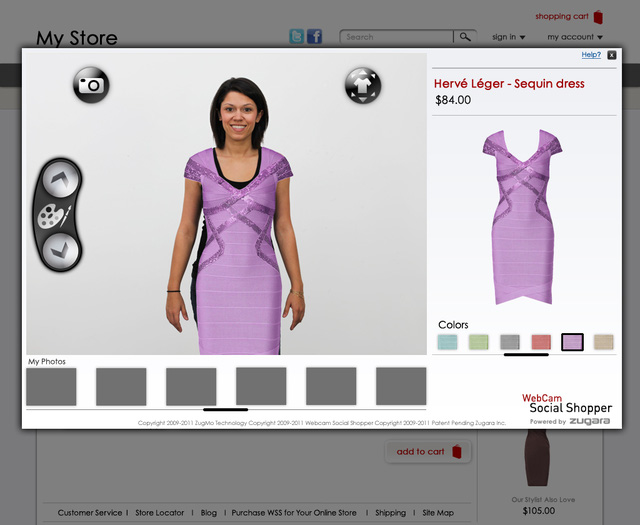 shopping cart
My Store
Search
sign in
my account
Help?
x
Hervé Léger - Sequin dress
$84.00
Colors
My Photos
WebCam
Social Shopper
Powered by zugara
Copyright 2009-2011 ZugMo Technology Copyright 2009-2011 Webcam Social Shopper Copyright 2009-2011 Patent Pending Zugara Inc.
add to cart
Our Stylist Also Love
$105.00
Customer Service I Store Locator I Blog I Purchase WSS for Your Online Store I Shipping I Site Map